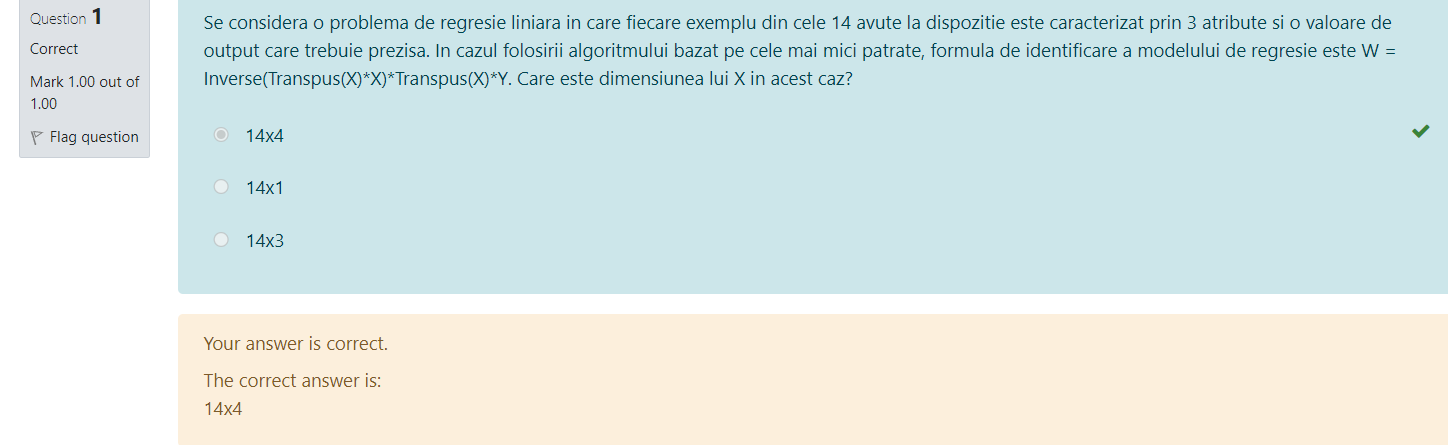 Question 1
Correct
Mark 1.00 out of
1.00
Flag question
Se considera o problema de regresie liniara in care fiecare exemplu din cele 14 avute la dispozitie este caracterizat prin 3 atribute si o valoare de
output care trebuie prezisa. In cazul folosirii algoritmului bazat pe cele mai mici patrate, formula de identificare a modelului de regresie este W =
Inverse(Transpus(X)*X)*Transpus(X)*Y. Care este dimensiunea lui X in acest caz?
14x4
14x1
14x3
Your answer is correct.
The correct answer is:
14x4